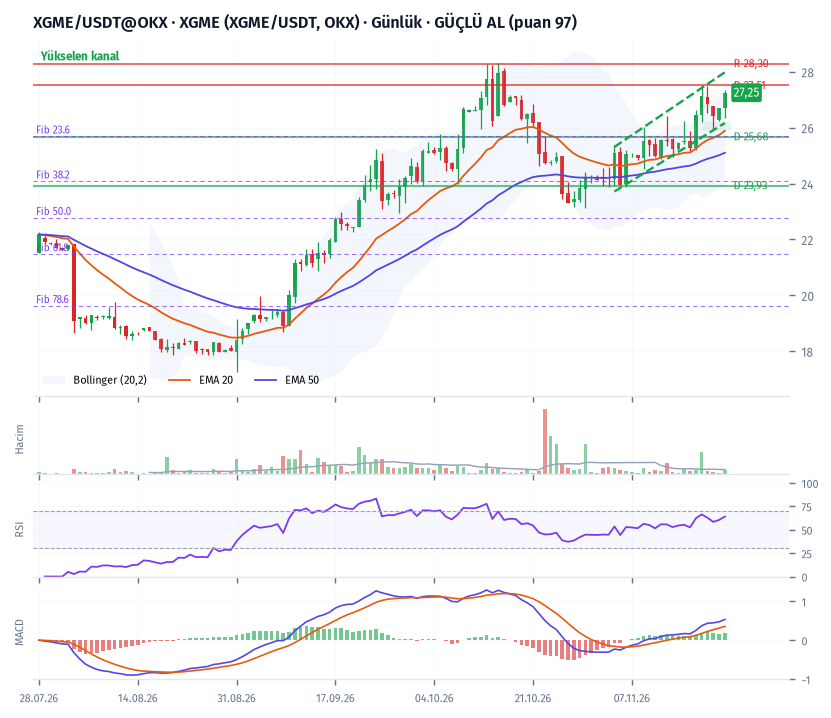 XGME/USDT@OKX · XGME (XGME/USDT, OKX) · Günlük · GÜÇLÜ AL (puan 97)
Yükselen kanal
R 28,30
28
27,25
Fib 23.6
26
D 25,68
Fib 38.2
24
D 23,93
Fib 50.0
22
Fib 78.6
20
18
Bollinger (20,2)
EMA 20
EMA 50
Hacim
RSI
100
75
50
25
0
MACD
1
0
-1
28.07.26
14.08.26
31.08.26
17.09.26
04.10.26
21.10.26
07.11.26